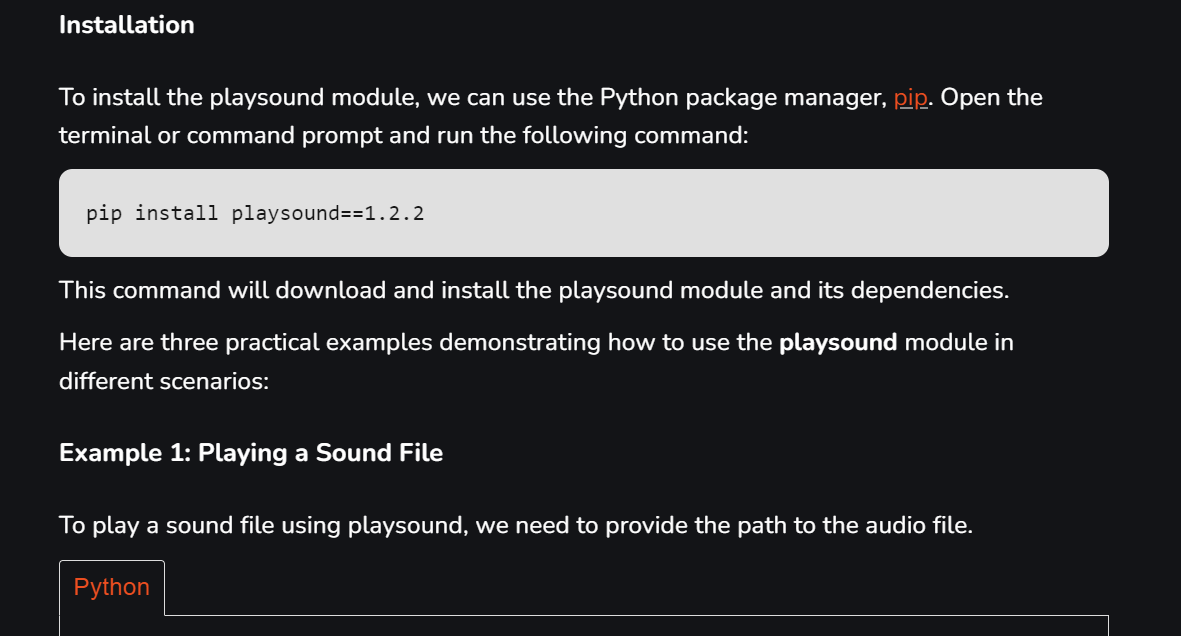 Installation
To install the playsound module, we can use the Python package manager, pip. Open the
terminal or command prompt and run the following command:
pip install playsound==1.2.2
This command will download and install the playsound module and its dependencies.
Here are three practical examples demonstrating how to use the playsound module in
different scenarios:
Example 1: Playing a Sound File
To play a sound file using playsound, we need to provide the path to the audio file.
Python